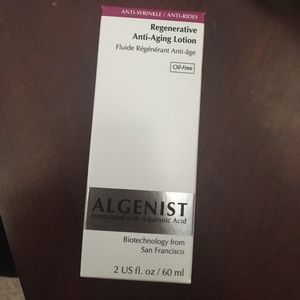 ANTI-WRINKLE / ANTI-RIDES
Regenerative
Anti-Aging Lotion
Fluide Régénérant Anti-âge
Oil-Free
ALGENIST
formulated with Alguronic Acid
Biotechnology from
San Francisco
2 US fl. oz / 60 ml